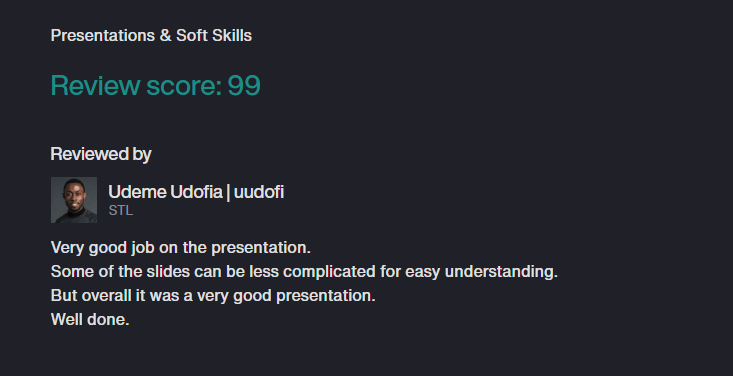 Presentations & Soft Skills
Review score: 99
Reviewed by
Udeme Udofia | uudofi
STL
Very good job on the presentation.
Some of the slides can be less complicated for easy understanding.
But overall it was a very good presentation.
Well done.